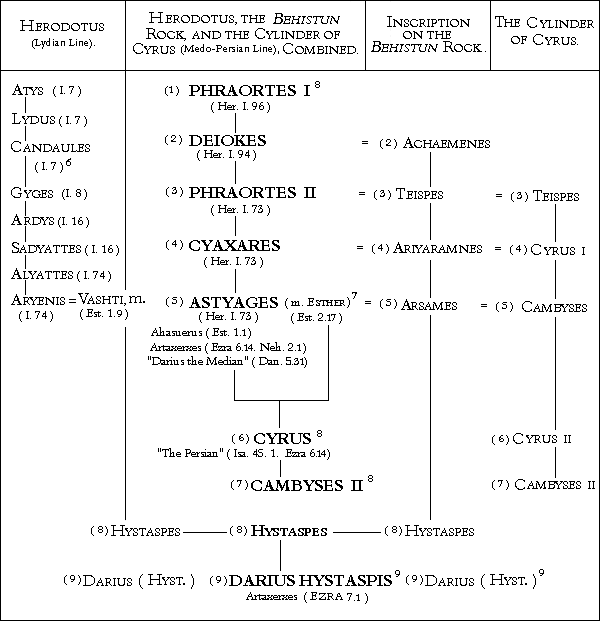 HERODOTUS
(Lydian Line).
HERODOTUS, THE BEHISTUN
ROCK, AND THE CYLINDER OF
CYRUS (Medo-Persian Line), COMBINED.
INSCRIPTION
ON THE
BEHISTUN ROCK.
THE CYLINDER
OF CYRUS.
ATYS (I. 7)
(1) PHRAORTES I 8
(Her. I. 96)
LYDUS (I. 7)
CANDAULES
(I. 7) 6
(2) DEIOKES
(Her. I. 94)
= (2) ACHAEMENES
GYGES (I. 8)
(3) PHRAORTES II
(Her. I. 73)
= (3) TEISPES
= (3) TEISPES
ARDYS (I. 16)
SADYATTES (I. 16)
(4) CYAXARES
(Her. I. 73)
= (4) ARIYARAMNES
= (4) CYRUS I
ALYATTES (I. 74)
ARYENIS = VASHTI, m.
(I. 74) (Est. 1.9)
(5) ASTYAGES (m. ESTHER) 7
(Her. I. 73) (Est. 2.17)
= (5) ARSAMES
= (5) CAMBYSES
Ahasuerus (Est. 1.1)
Artaxerxes (Ezra 6.14. Neh. 2.1)
"Darius the Median" (Dan. 5.31)
(6) CYRUS 8
"The Persian" (Isa. 45. 1. Ezra 6.14)
(6) CYRUS II
(7) CAMBYSES II 8
(7) CAMBYSES II
(8) HYSTASPES (8) HYSTASPES (8) HYSTASPES
(9) DARIUS (HYST.) (9) DARIUS HYSTASPIS 9 (9) DARIUS (HYST.) 9
Artaxerxes (EZRA 7.1)